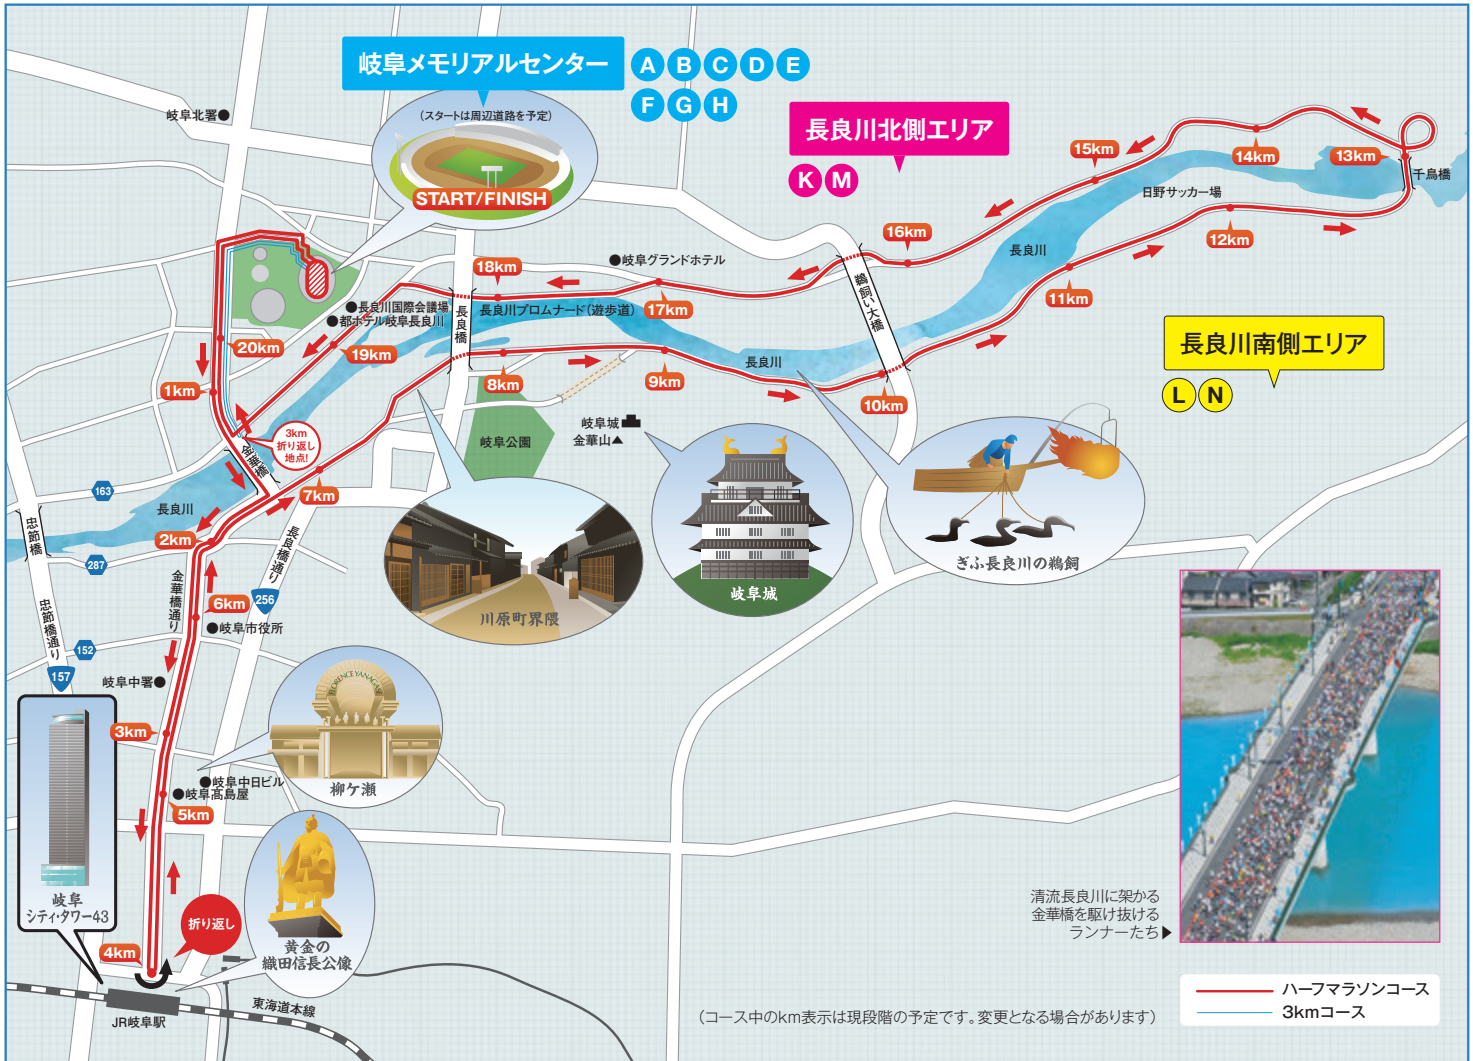 岐阜メモリアルセンター
A B C D E
F G H
(スタートは周辺道路を予定)
START/FINISH
岐阜北署●
長良川北側エリア
K M
15km
14km
13km
千鳥橋
日野サッカー場
12km
16km
長良川
11km
●岐阜グランドホテル
18km
17km
長良川プロムナード(遊歩道)
鵜飼い大橋
長良橋
●長良川国際会議場
●都ホテル岐阜長良川
長良川南側エリア
L N
20km
19km
1km
8km
9km
長良川
10km
3km
折り返し
地点!
金華橋
岐阜公園
岐阜城
金華山▲
7km
163
長良川
忠節橋
2km
287
長良橋通り
256
金華橋通り
6km
●岐阜市役所
忠節橋通り
152
157
岐阜中署●
川原町界隈
岐阜城
ぎふ長良川の鵜飼
3km
FLORENCE YANAGASE
柳ケ瀬
●岐阜中日ビル
●岐阜髙島屋
5km
岐阜
シティ・タワー43
折り返し
4km
黄金の
織田信長公像
JR岐阜駅
東海道本線
清流長良川に架かる
金華橋を駆け抜ける
ランナーたち▶
(コース中のkm表示は現段階の予定です。変更となる場合があります)
ハーフマラソンコース
3kmコース